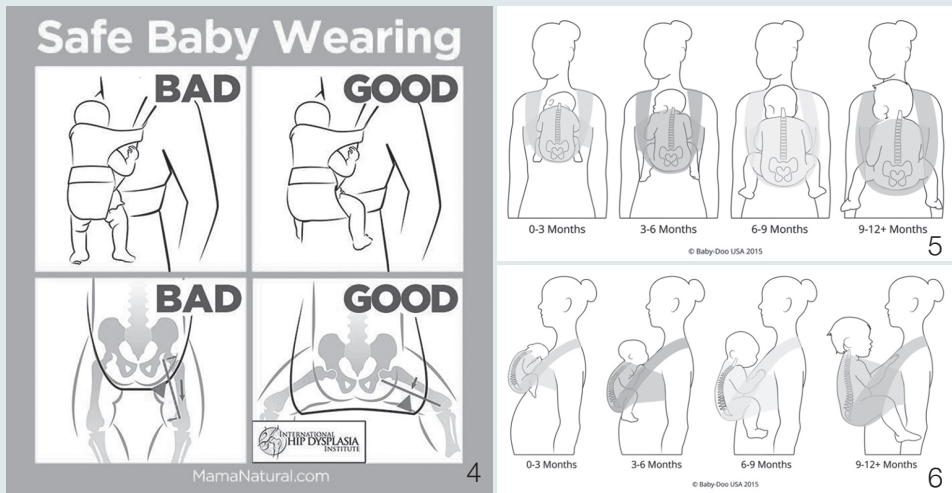 Safe Baby Wearing
BAD
GOOD
BAD
GOOD
INTERNATIONAL
HIP DYSPLASIA
INSTITUTE
MamaNatural.com
4
0-3 Months
3-6 Months
6-9 Months
9-12+ Months
© Baby-Doo USA 2015
5
0-3 Months
3-6 Months
6-9 Months
9-12+ Months
© Baby-Doo USA 2015
6